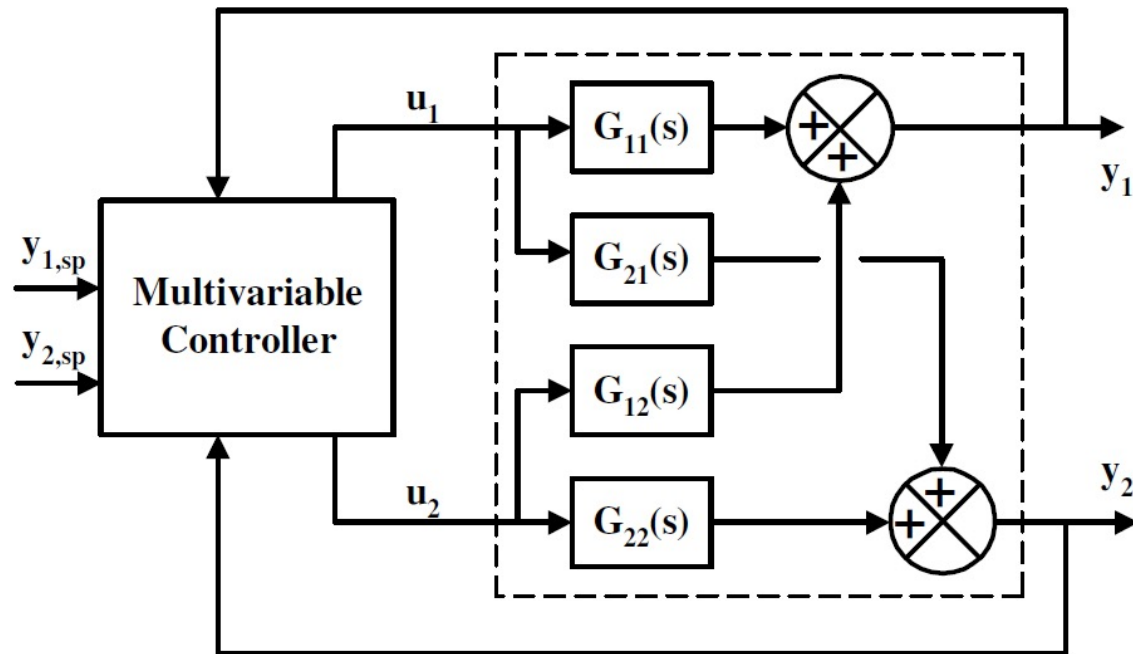 u₁
G₁₁(s)
+
+
y₁
G₂₁(s)
y₁,sp
Multivariable
Controller
y₂,sp
G₁₂(s)
u₂
G₂₂(s)
+
+
y₂